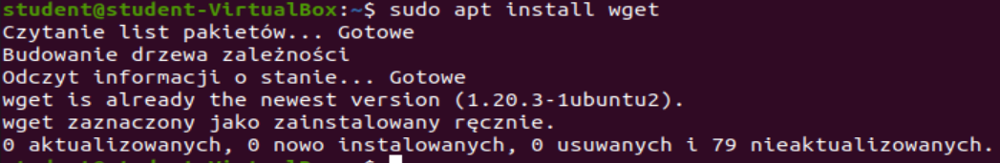 student@student-VirtualBox:~$ sudo apt install wget
Czytanie list pakietów... Gotowe
Budowanie drzewa zależności
Odczyt informacji o stanie... Gotowe
wget is already the newest version (1.20.3-1ubuntu2).
wget zaznaczony jako zainstalowany ręcznie.
0 aktualizowanych, 0 nowo instalowanych, 0 usuwanych i 79 nieaktualizowanych.